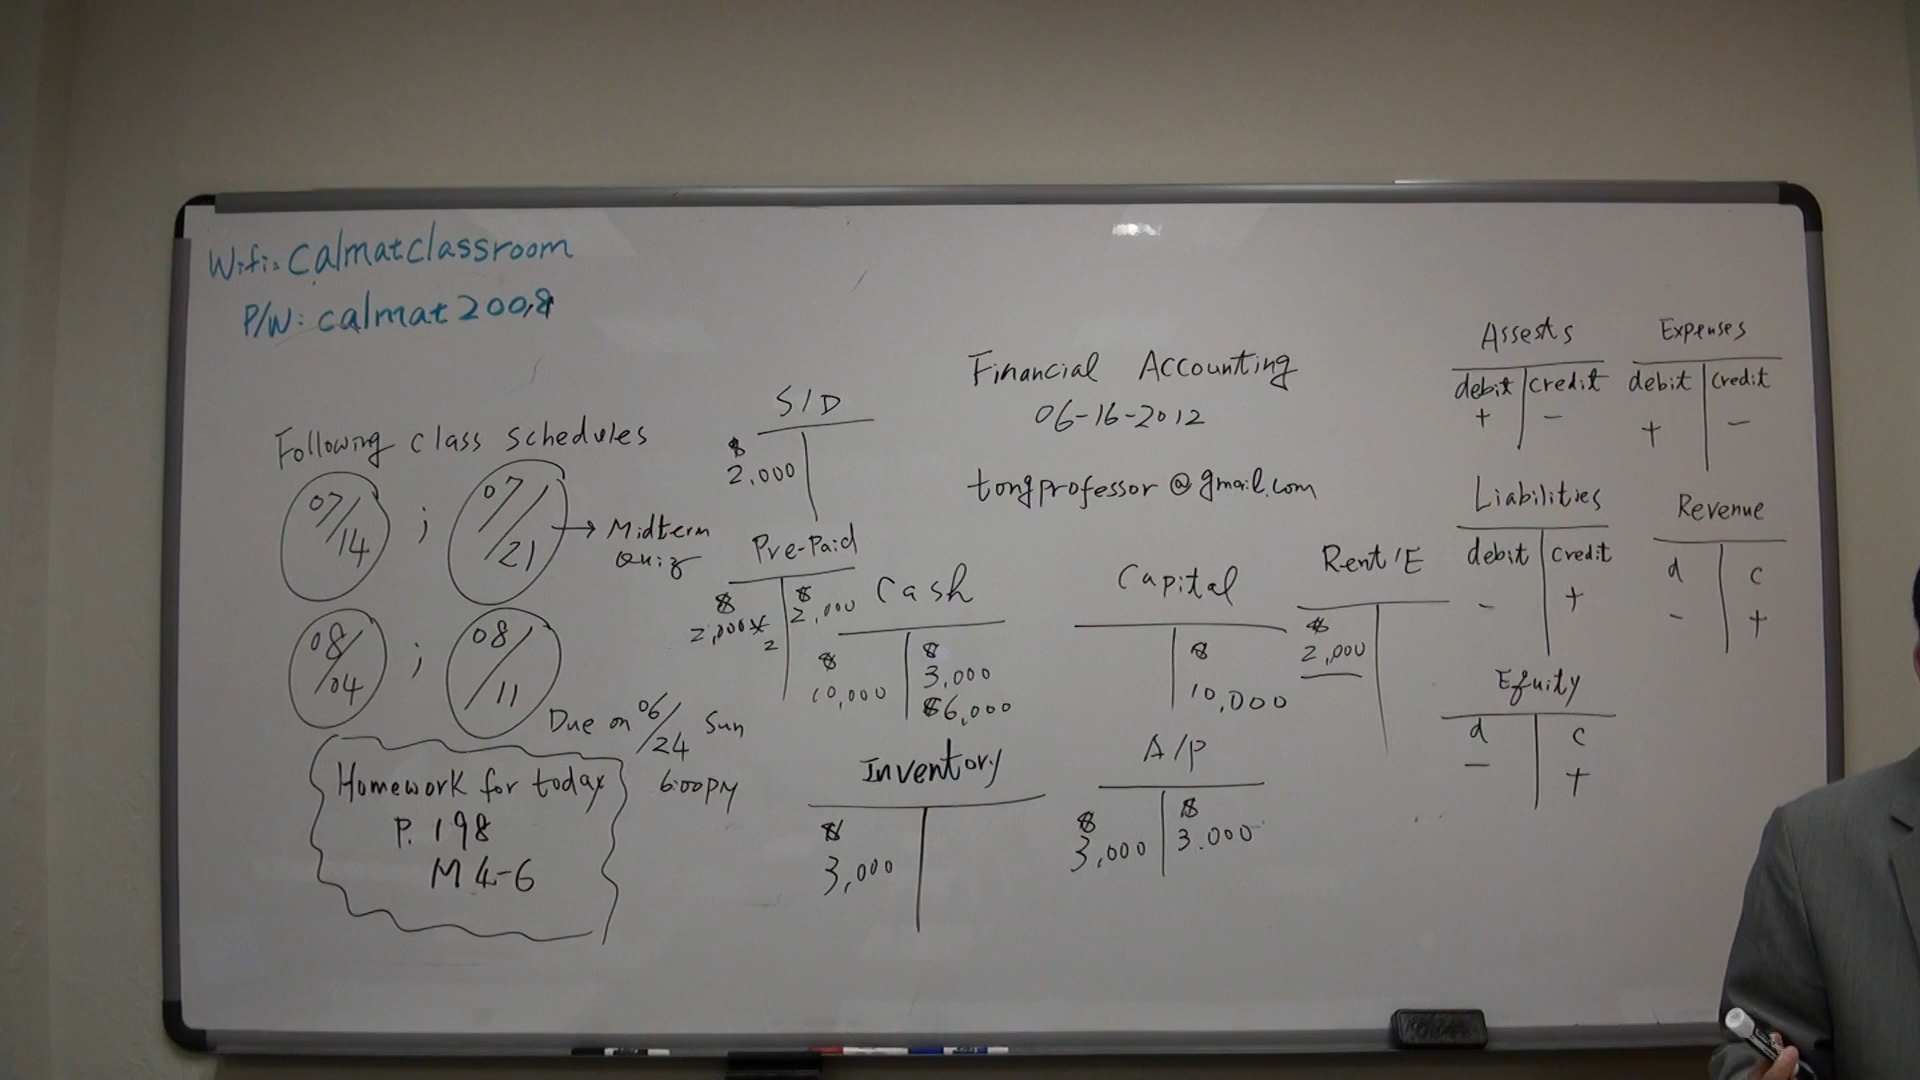 Wifi: Calmatclassroom
P/W: calmat2008
Following class schedules
07/14 ; 07/21 → Midterm Quiz
08/04 ; 08/11
Due on 06/24 Sun
6:00PM
Homework for today
P. 198
M 4-6
S/D
$
2,000
Pre-Paid
$ $
2,000x2 2,000
Cash
$ $
10,000 3,000
$6,000
Inventory
$
3,000
Financial Accounting
06-16-2012
tongprofessor@gmail.com
Capital
$
10,000
A/P
$ $
3,000 3.000
Rent/E
$
2,000
Assests
debit credit
+ -
Expenses
debit credit
+ -
Liabilities
debit credit
- +
Revenue
d c
- +
Equity
d c
- +